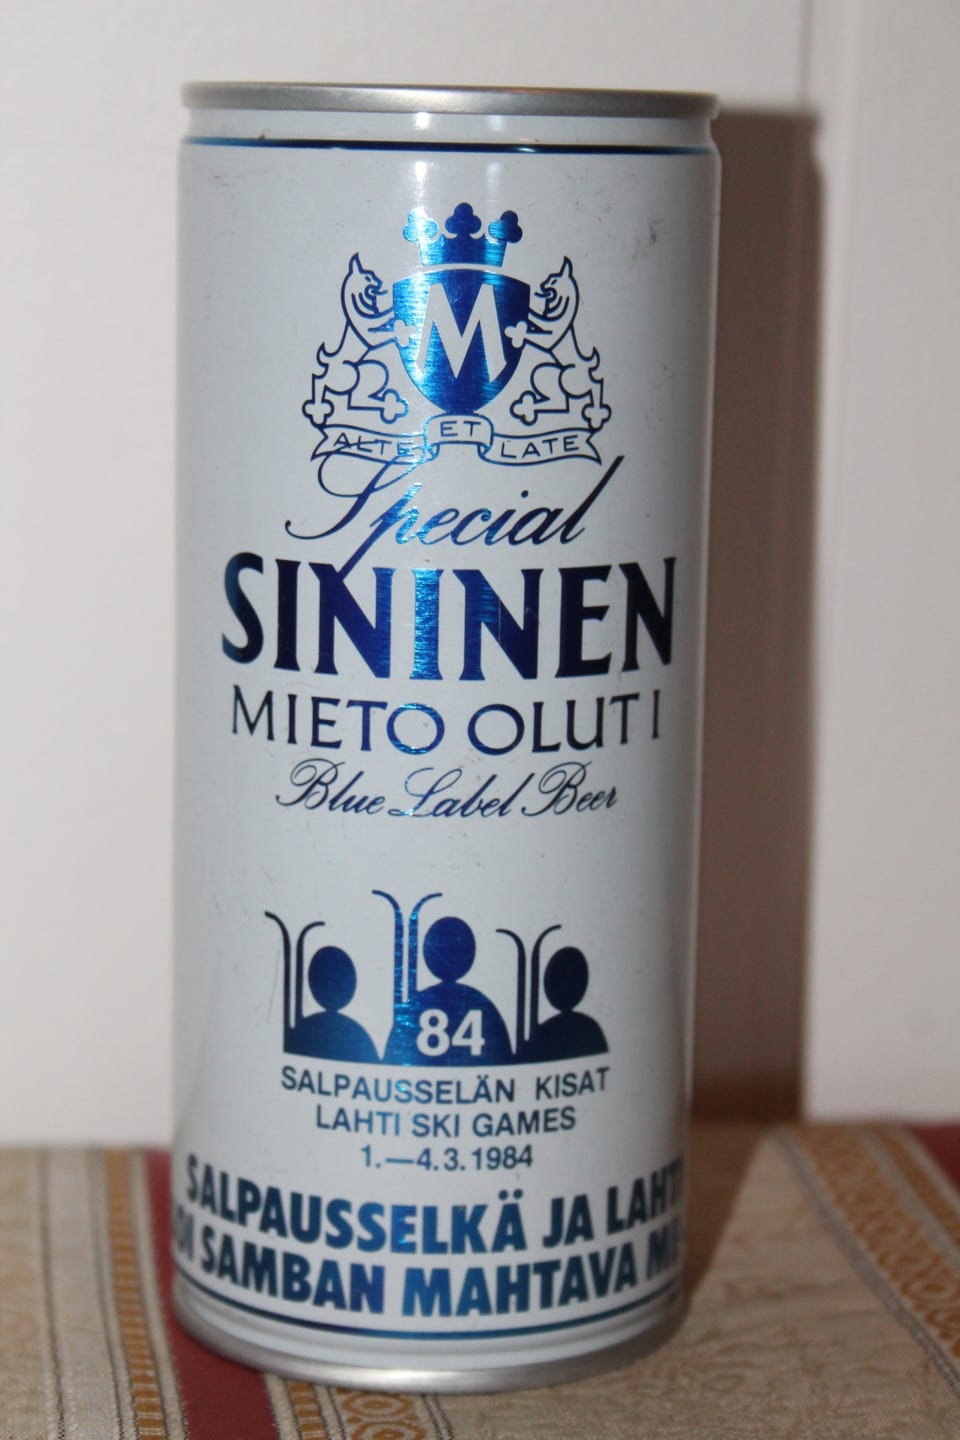 M
ALTE ET LATE
Special
SININEN
MIETO OLUT I
Blue Label Beer
84
SALPAUSSELÄN KISAT
LAHTI SKI GAMES
1.—4.3.1984
SALPAUSSELKÄ JA LAHTI
SAMBAN MAHTAVA